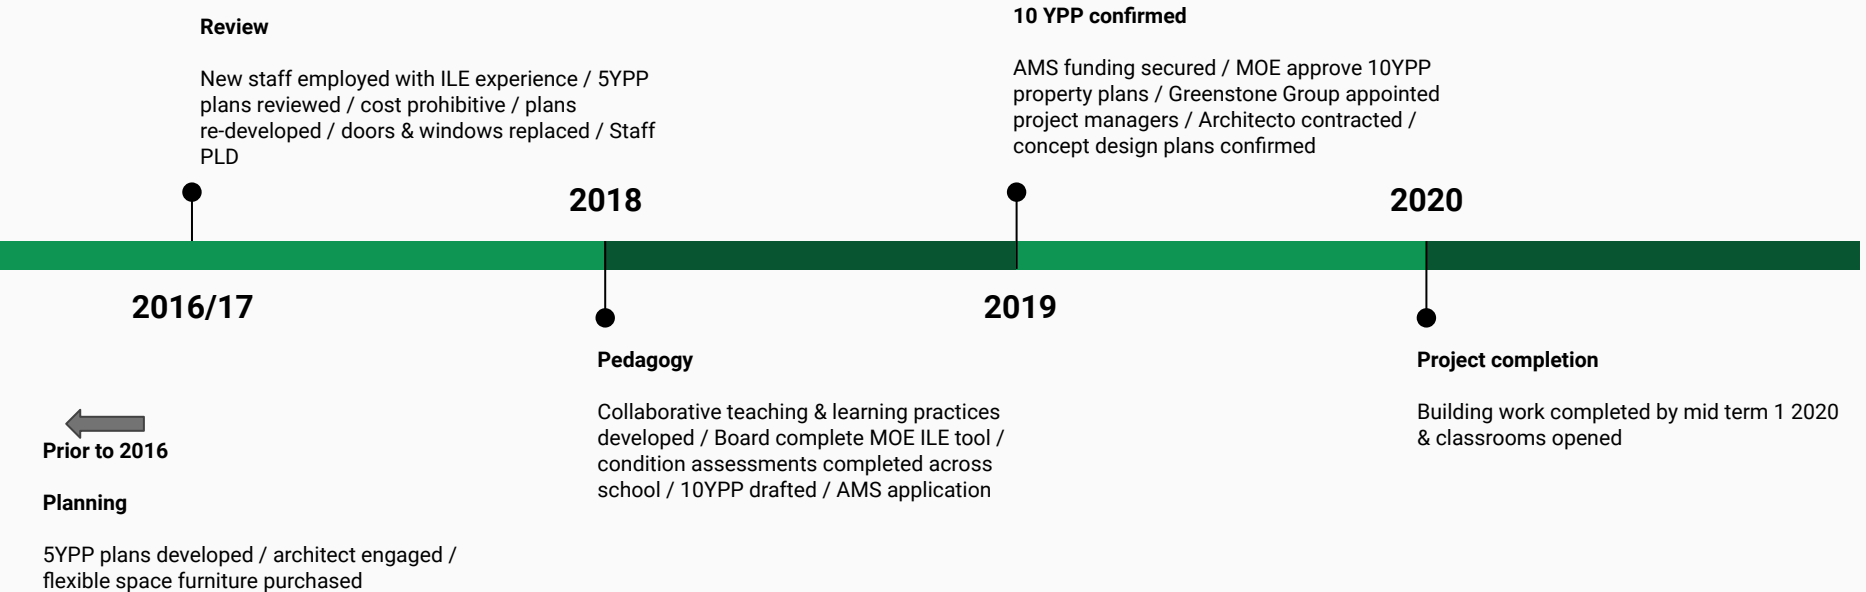 Review
New staff employed with ILE experience / 5YPP
plans reviewed / cost prohibitive / plans
re-developed / doors & windows replaced / Staff
PLD
10 YPP confirmed
AMS funding secured / MOE approve 10YPP
property plans / Greenstone Group appointed
project managers / Architecto contracted /
concept design plans confirmed
2018
2020
2016/17
2019
Prior to 2016
Planning
5YPP plans developed / architect engaged /
flexible space furniture purchased
Pedagogy
Collaborative teaching & learning practices
developed / Board complete MOE ILE tool /
condition assessments completed across
school / 10YPP drafted / AMS application
Project completion
Building work completed by mid term 1 2020
& classrooms opened